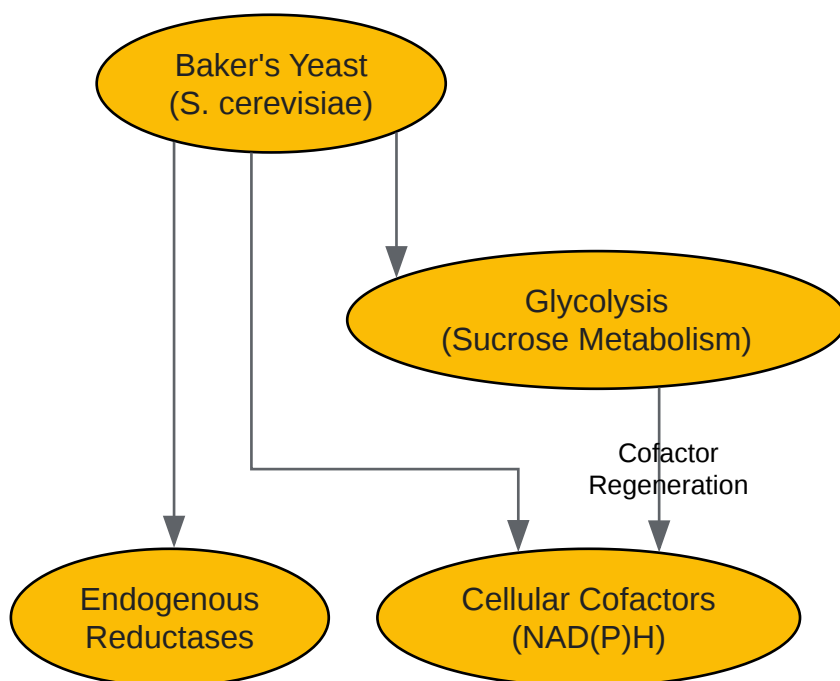 Baker's Yeast
(S. cerevisiae)
Glycolysis
(Sucrose Metabolism)
Cofactor
Regeneration
Endogenous
Reductases
Cellular Cofactors
(NAD(P)H)